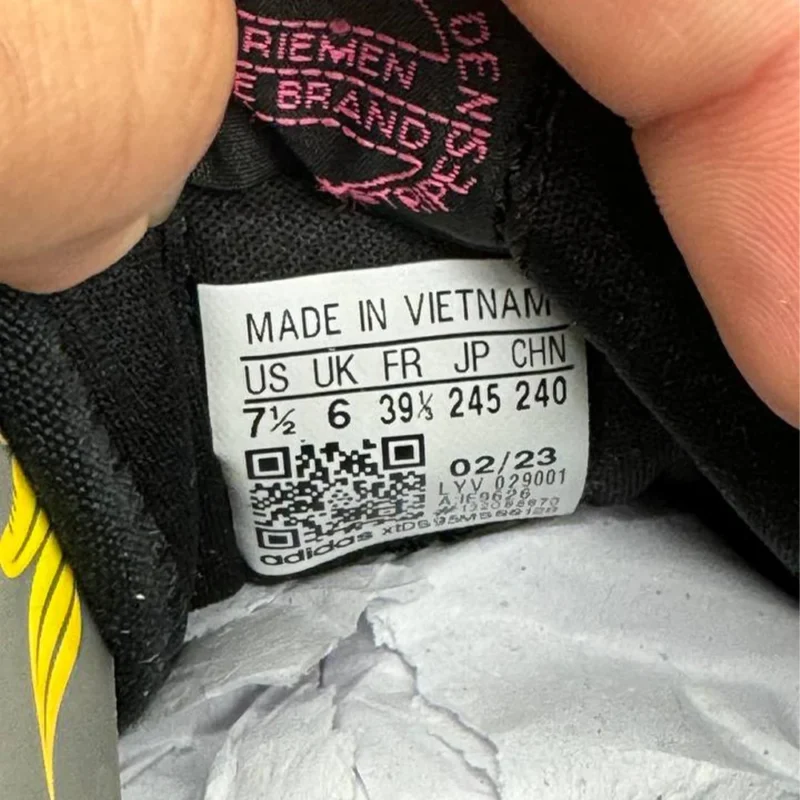 RIEMEN
E BRAND
DENISE
MADE IN VIETNAM
US UK FR JP CHN
7½ 6 39⅓ 245 240
02/23
LYV 029001
adidas